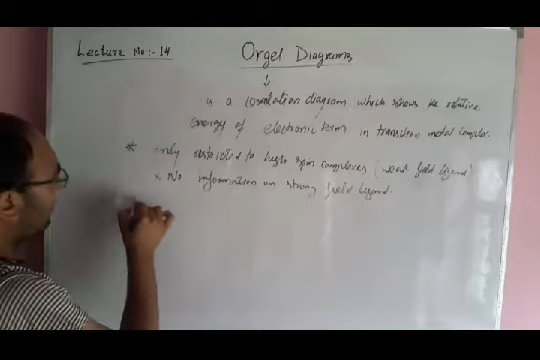 Lecture No:- 14
Orgel Diagrams
is a correlation diagram which shows the relative
energy of electronic term in transition metal complex.
* only restricted to high spin complexes (weak field ligand)
* No information on strong field ligand.